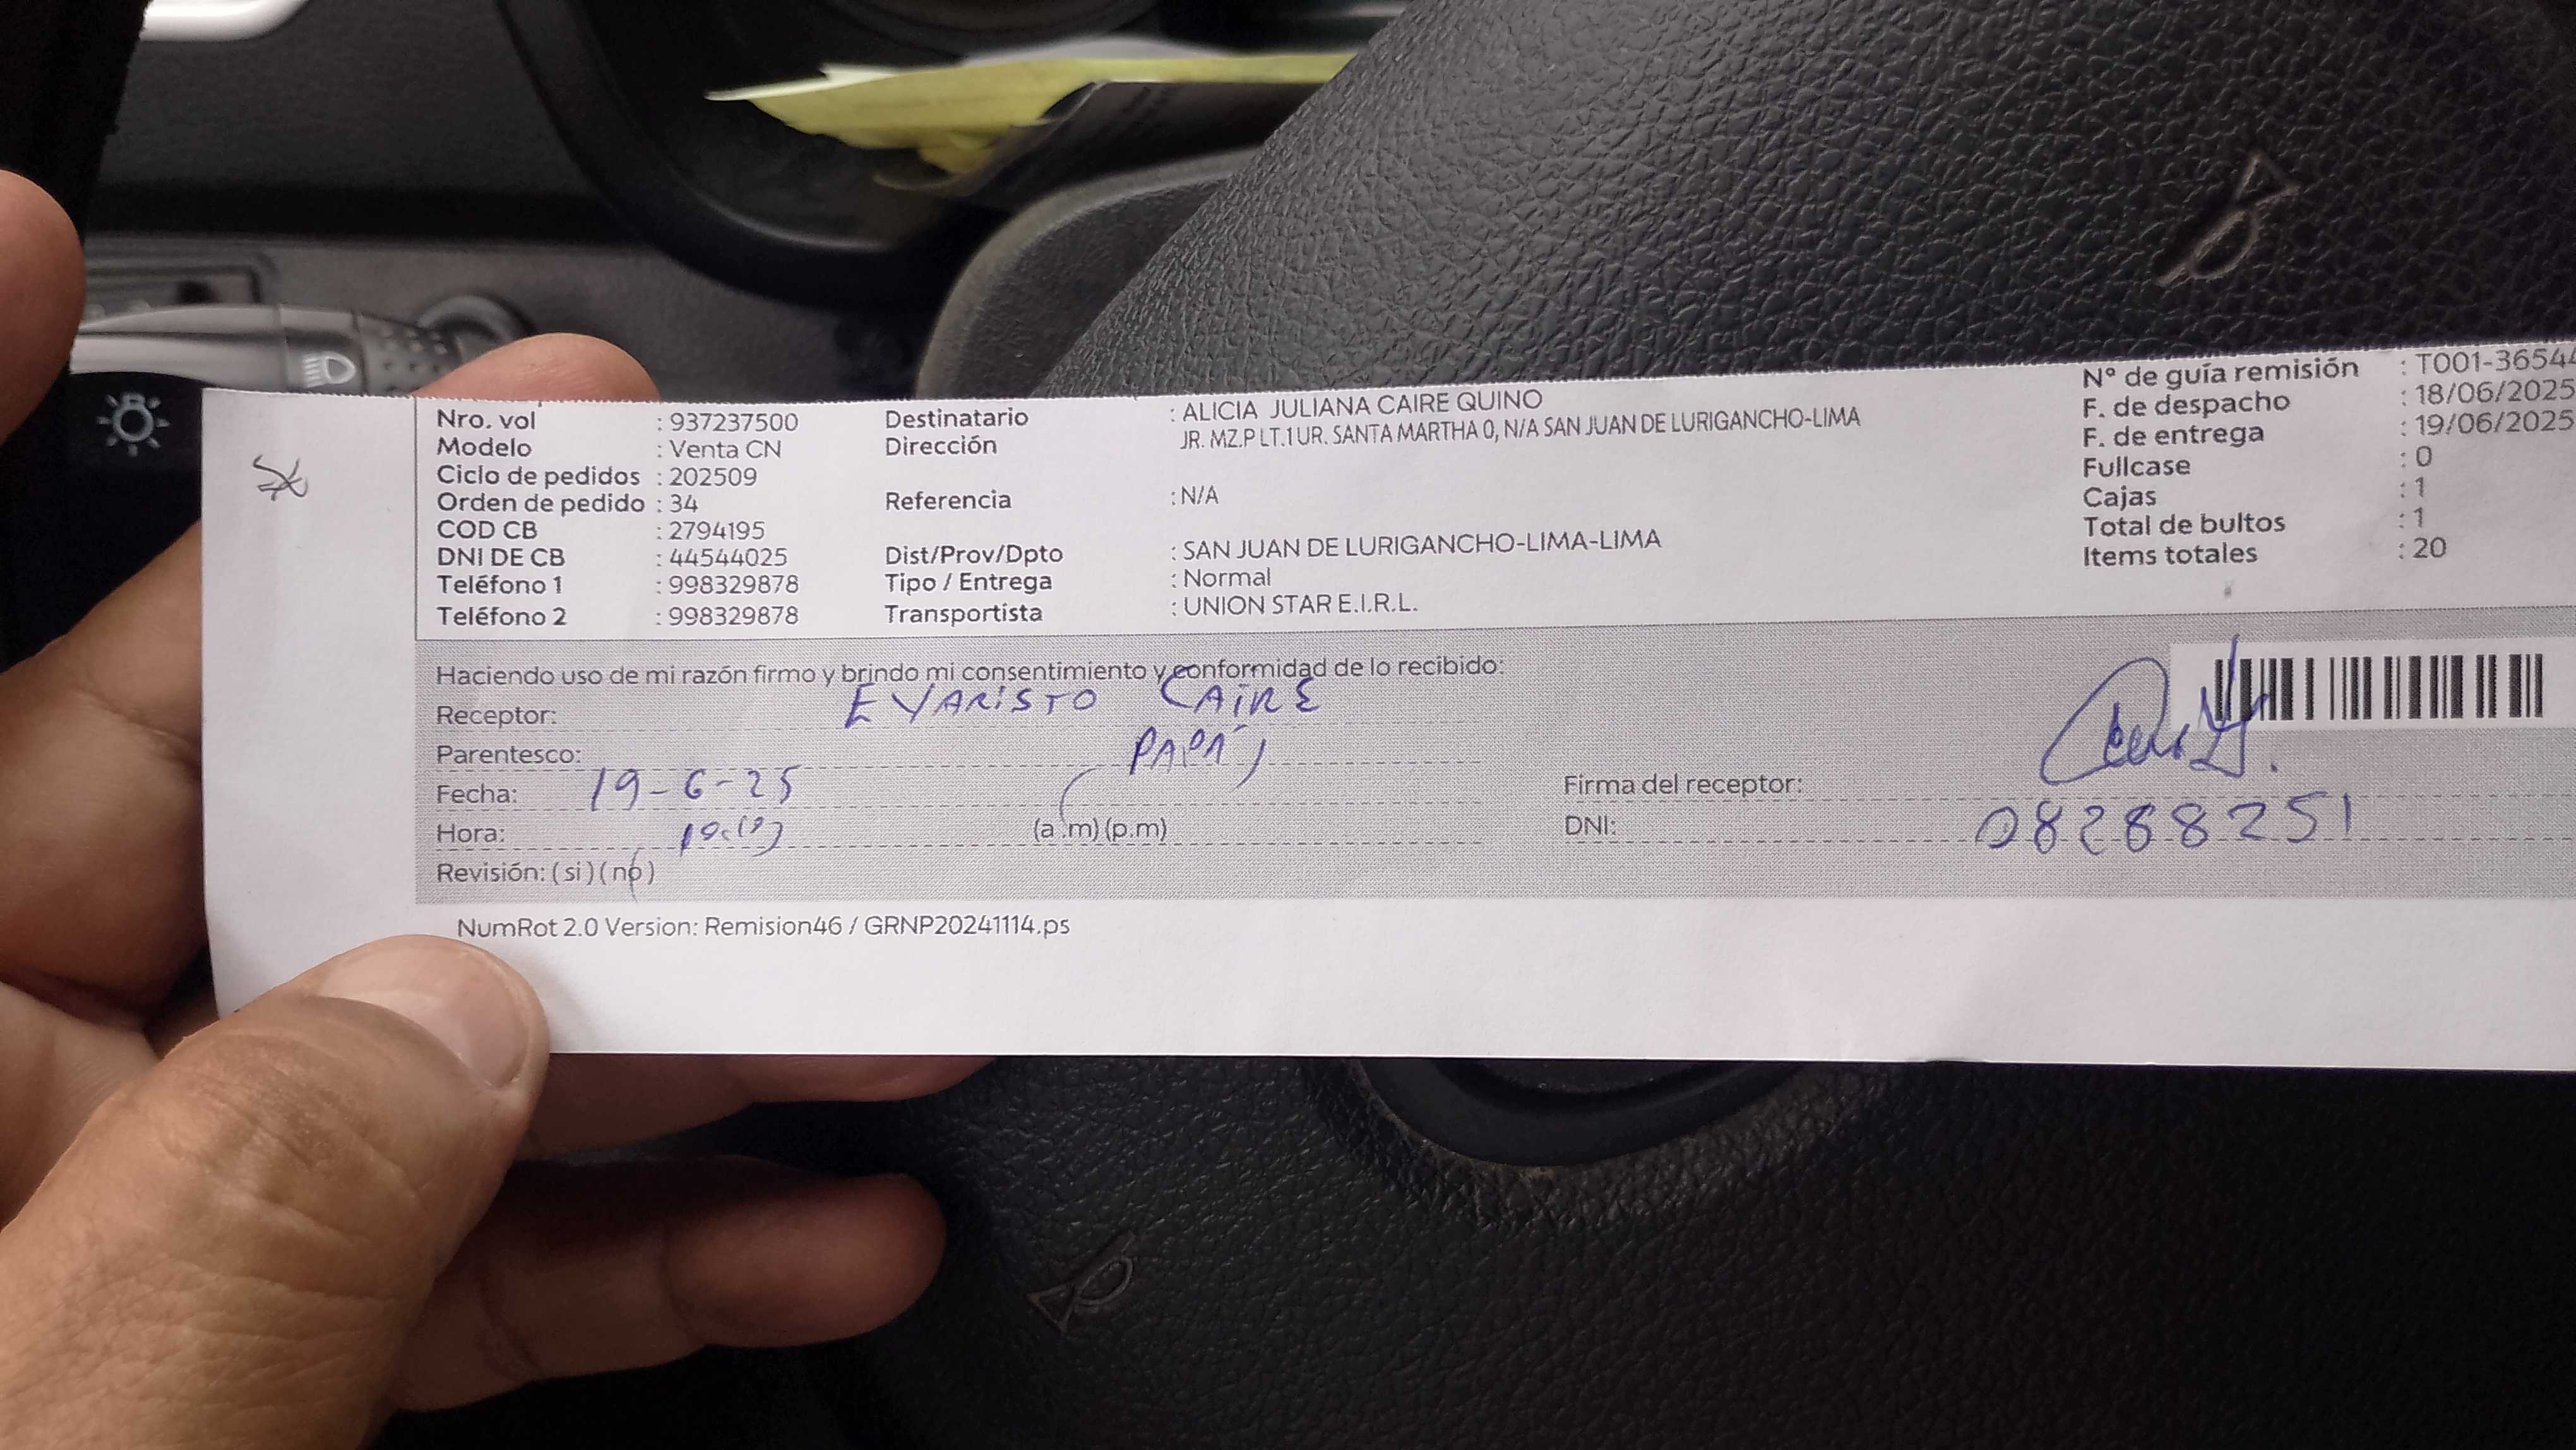 Nro. vol : 937237500
Modelo : Venta CN
Ciclo de pedidos : 202509
Orden de pedido : 34
COD CB : 2794195
DNI DE CB : 44544025
Teléfono 1 : 998329878
Teléfono 2 : 998329878
Destinatario : ALICIA JULIANA CAIRE QUINO
Dirección JR. MZ.P LT.1 UR. SANTA MARTHA 0, N/A SAN JUAN DE LURIGANCHO-LIMA
Referencia : N/A
Dist/Prov/Dpto : SAN JUAN DE LURIGANCHO-LIMA-LIMA
Tipo / Entrega : Normal
Transportista : UNION STAR E.I.R.L.
N° de guía remisión : T001-36544
F. de despacho : 18/06/2025
F. de entrega : 19/06/2025
Fullcase : 0
Cajas : 1
Total de bultos : 1
Items totales : 20
Haciendo uso de mi razón firmo y brindo mi consentimiento y conformidad de lo recibido:
Receptor: EVARISTO CAIRE
Parentesco: PAPÁ
Fecha: 19-6-25
Hora: (a.m)(p.m)
Revisión: (si)(no)
Firma del receptor:
DNI: 08288251
NumRot 2.0 Version: Remision46 / GRNP20241114.ps